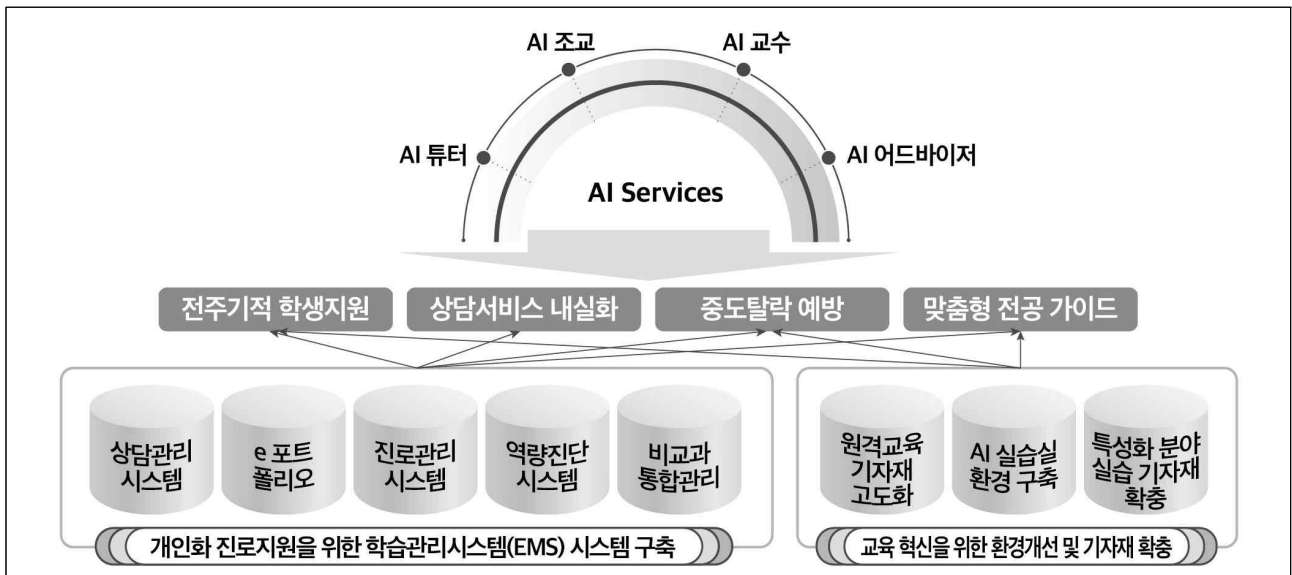 AI 조교
AI 교수
AI 튜터
AI 어드바이저
AI Services
전주기적 학생지원
상담서비스 내실화
중도탈락 예방
맞춤형 전공 가이드
상담관리
시스템
e 포트
폴리오
진로관리
시스템
역량진단
시스템
비교과
통합관리
원격교육
기자재
고도화
AI 실습실
환경 구축
특성화 분야
실습 기자재
확충
개인화 진로지원을 위한 학습관리시스템(EMS) 시스템 구축
교육 혁신을 위한 환경개선 및 기자재 확충